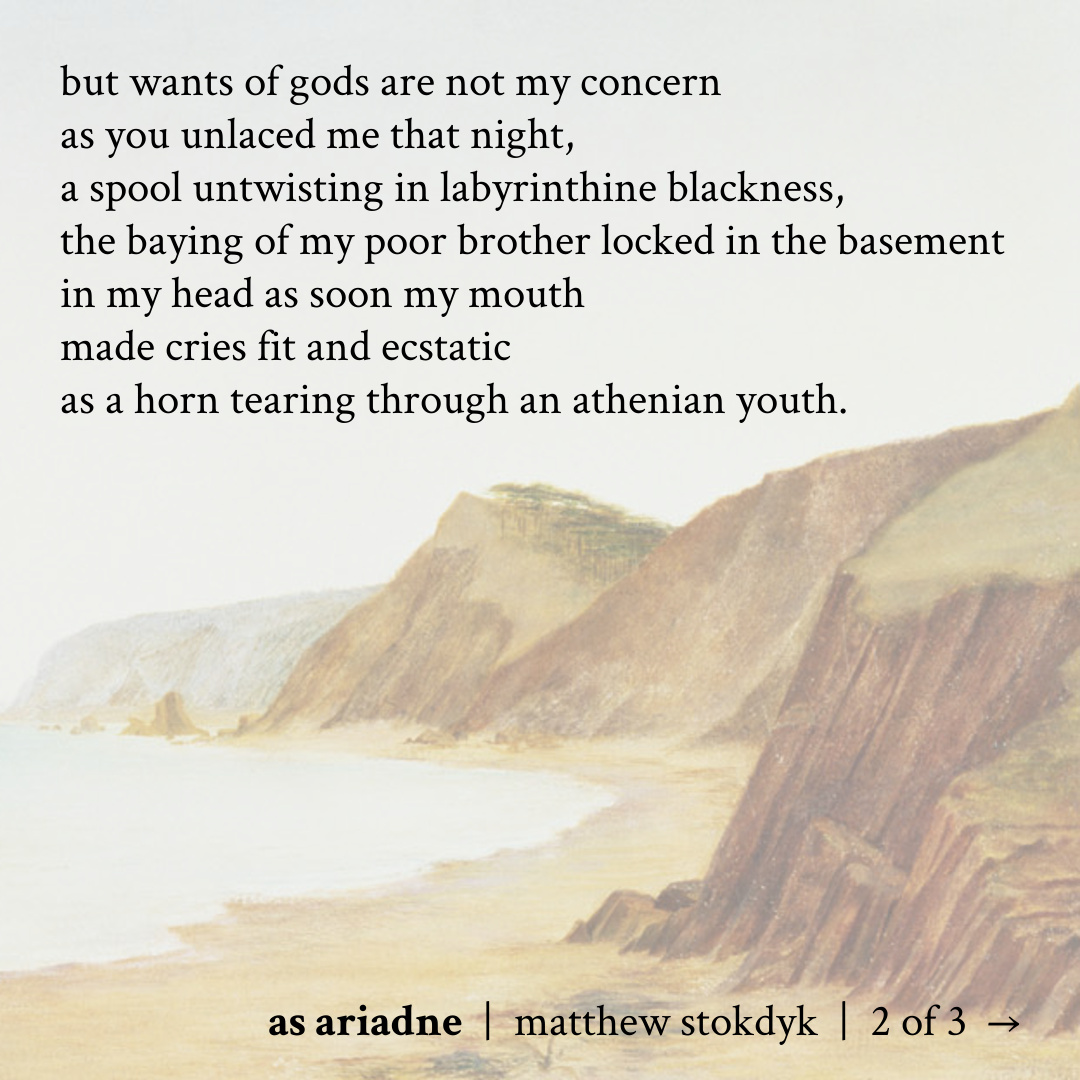 but wants of gods are not my concern
as you unlaced me that night,
a spool untwisting in labyrinthine blackness,
the baying of my poor brother locked in the basement
in my head as soon my mouth
made cries fit and ecstatic
as a horn tearing through an athenian youth.
as ariadne | matthew stokdyk | 2 of 3 →